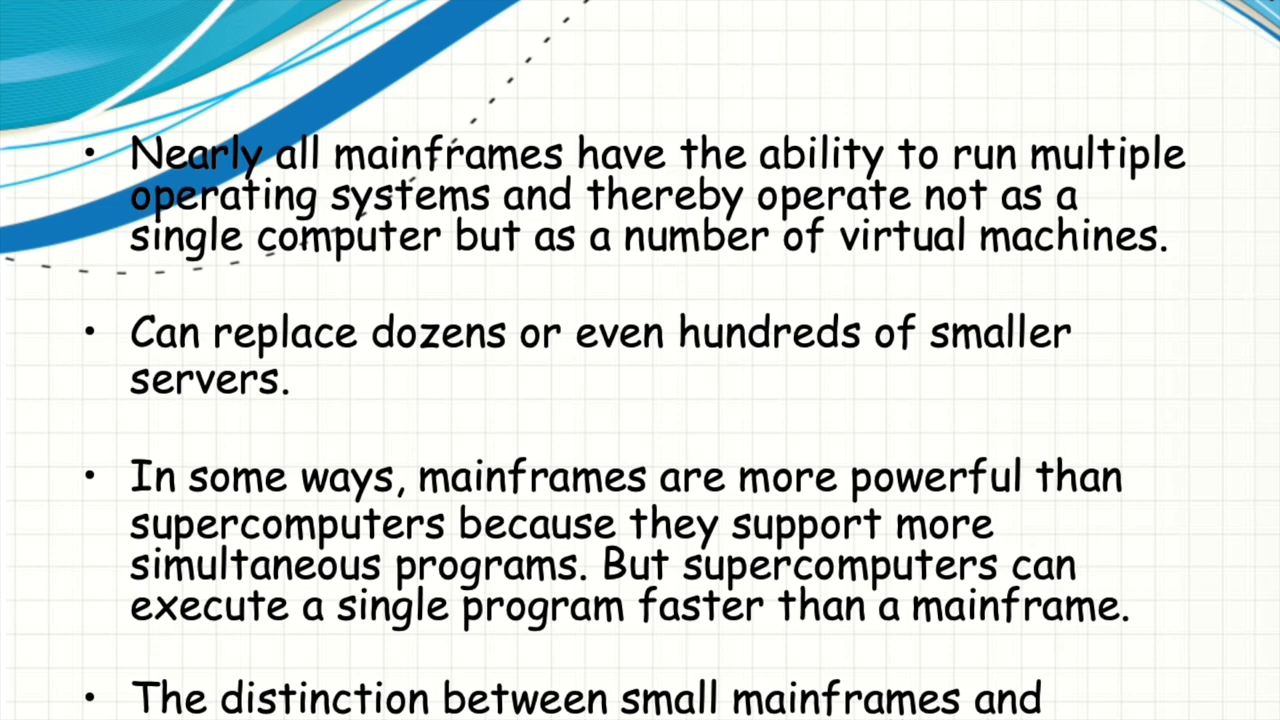 • Nearly all mainframes have the ability to run multiple
operating systems and thereby operate not as a
single computer but as a number of virtual machines.
• Can replace dozens or even hundreds of smaller
servers.
• In some ways, mainframes are more powerful than
supercomputers because they support more
simultaneous programs. But supercomputers can
execute a single program faster than a mainframe.
• The distinction between small mainframes and